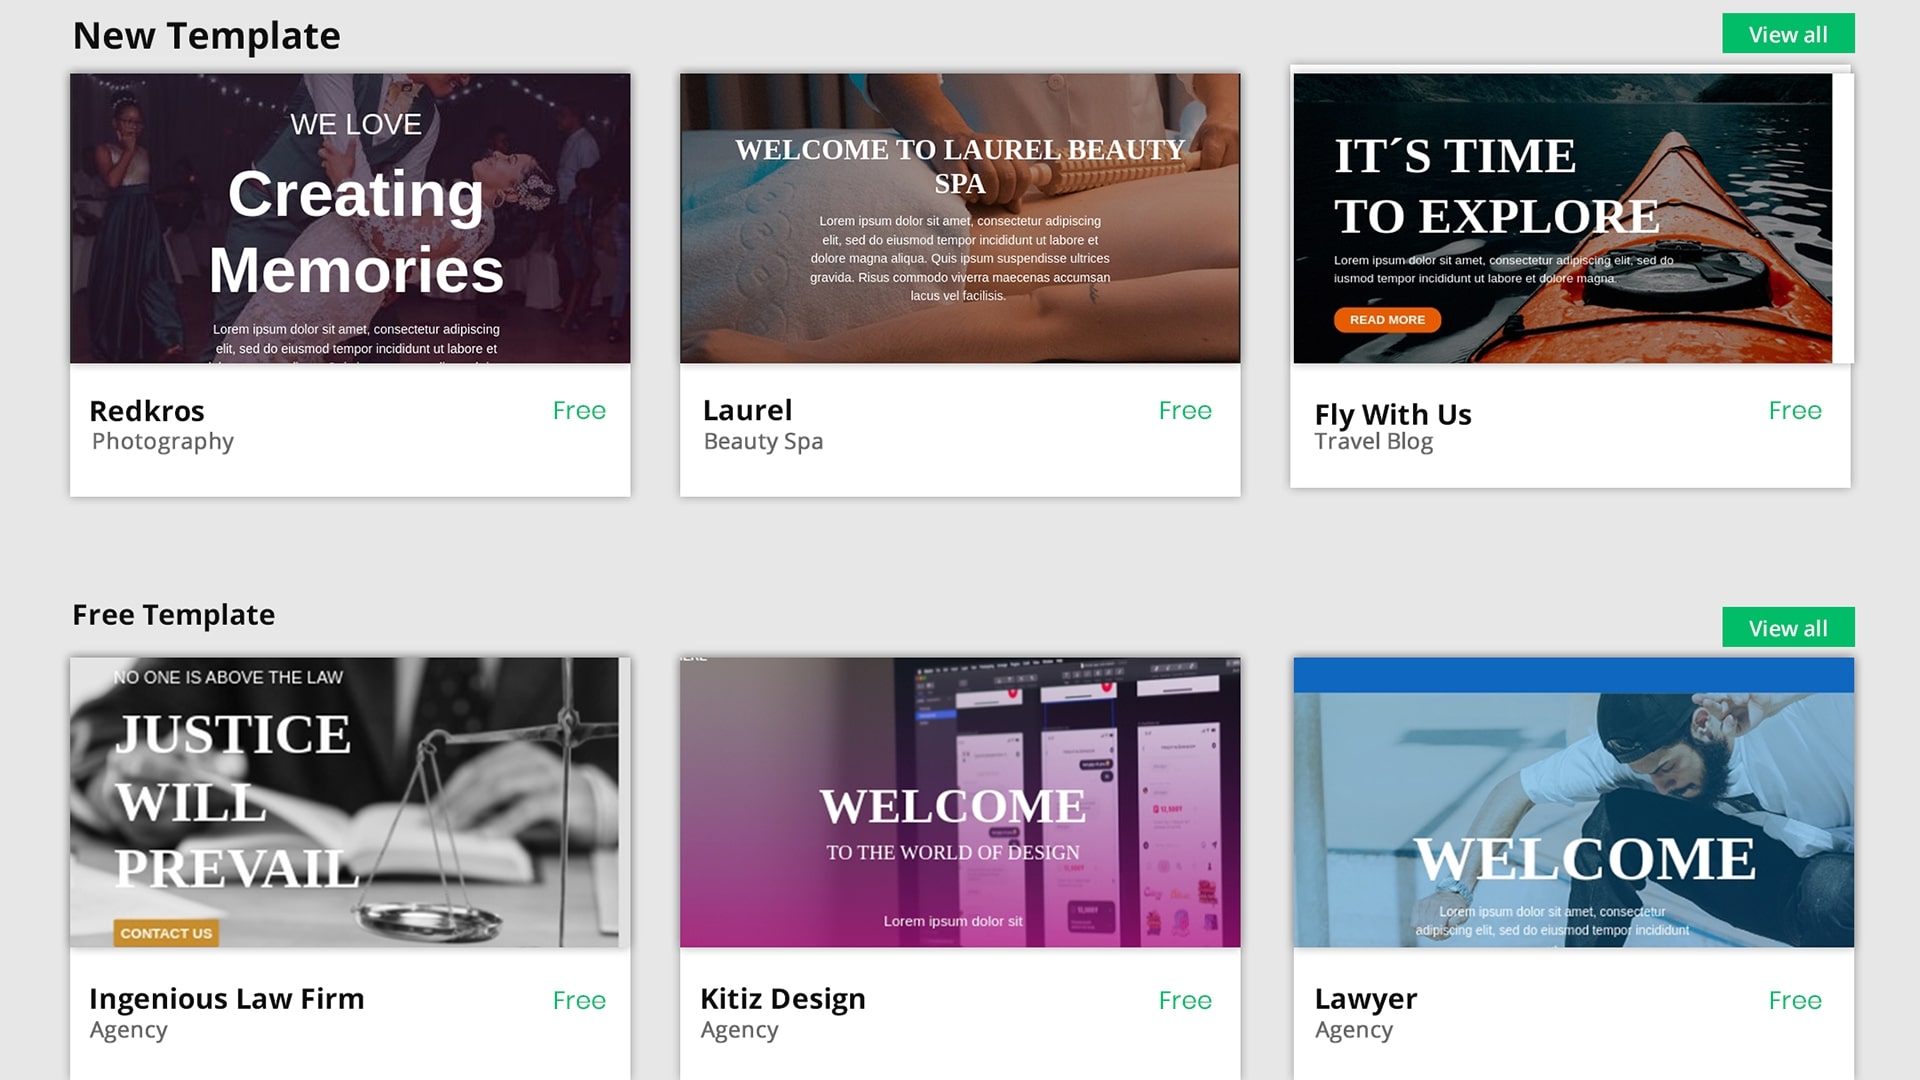 New Template
View all
WE LOVE
Creating
Memories
Lorem ipsum dolor sit amet, consectetur adipiscing
elit, sed do eiusmod tempor incididunt ut labore et
Redkros
Free
Photography
WELCOME TO LAUREL BEAUTY
SPA
Lorem ipsum dolor sit amet, consectetur adipiscing
elit, sed do eiusmod tempor incididunt ut labore et
dolore magna aliqua. Quis ipsum suspendisse ultrices
gravida. Risus commodo viverra maecenas accumsan
lacus vel facilisis.
Laurel
Free
Beauty Spa
IT´S TIME
TO EXPLORE
Lorem ipsum dolor sit amet, consectetur adipiscing elit, sed do
iusmod tempor incididunt ut labore et dolore magna.
READ MORE
Fly With Us
Free
Travel Blog
Free Template
View all
NO ONE IS ABOVE THE LAW
JUSTICE
WILL
PREVAIL
CONTACT US
Ingenious Law Firm
Free
Agency
WELCOME
TO THE WORLD OF DESIGN
Lorem ipsum dolor sit
Kitiz Design
Free
Agency
WELCOME
Lorem ipsum dolor sit amet, consectetur
adipiscing elit, sed do eiusmod tempor incididunt
Lawyer
Free
Agency